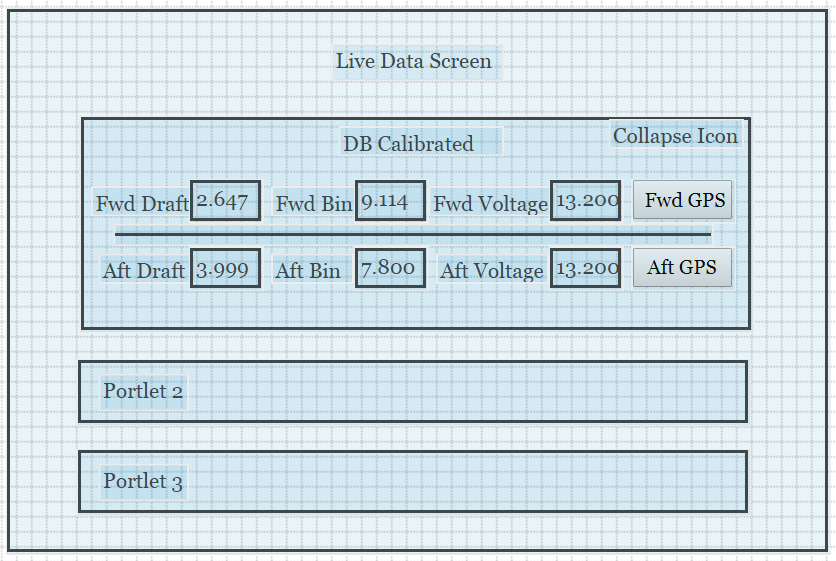 Live Data Screen
Collapse Icon
DB Calibrated
Fwd Draft 2.647 Fwd Bin 9.114 Fwd Voltage 13.200 Fwd GPS
Aft Draft 3.999 Aft Bin 7.800 Aft Voltage 13.200 Aft GPS
Portlet 2
Portlet 3